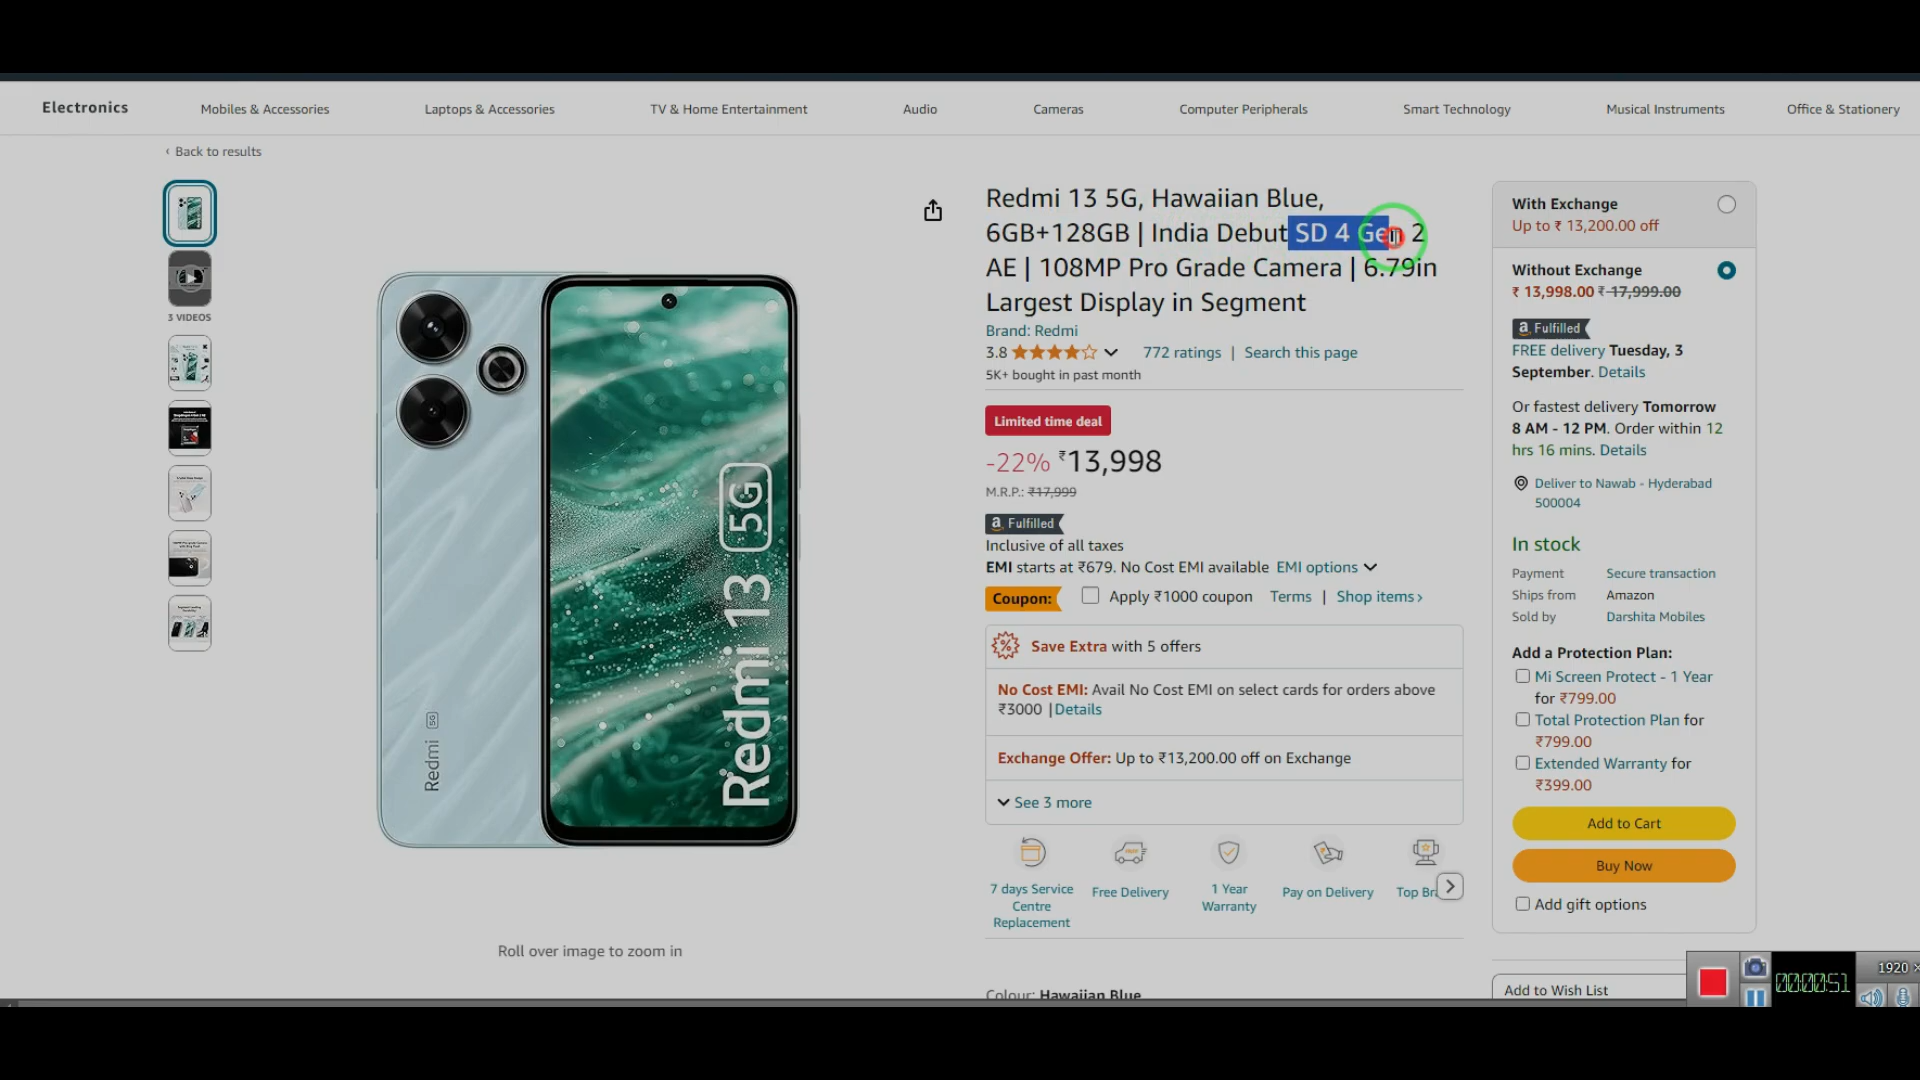 Electronics
Mobiles & Accessories
Laptops & Accessories
TV & Home Entertainment
Audio
Cameras
Computer Peripherals
Smart Technology
Musical Instruments
Office & Stationery
‹ Back to results
3 VIDEOS
Redmi 5G
Redmi 13 5G
Roll over image to zoom in
Redmi 13 5G, Hawaiian Blue,
6GB+128GB | India Debut SD 4 Gen 2
AE | 108MP Pro Grade Camera | 6.79in
Largest Display in Segment
Brand: Redmi
3.8
772 ratings | Search this page
5K+ bought in past month
Limited time deal
-22% ₹13,998
M.R.P.: ₹17,999
a Fulfilled
Inclusive of all taxes
EMI starts at ₹679. No Cost EMI available EMI options
Coupon: Apply ₹1000 coupon Terms | Shop items›
Save Extra with 5 offers
No Cost EMI: Avail No Cost EMI on select cards for orders above
₹3000 |Details
Exchange Offer: Up to ₹13,200.00 off on Exchange
See 3 more
7 days Service
Centre
Replacement
Free Delivery
1 Year
Warranty
Pay on Delivery
Top Br
Colour: Hawaiian Blue
With Exchange
Up to ₹ 13,200.00 off
Without Exchange
₹ 13,998.00 ₹ 17,999.00
a Fulfilled
FREE delivery Tuesday, 3
September. Details
Or fastest delivery Tomorrow
8 AM - 12 PM. Order within 12
hrs 16 mins. Details
Deliver to Nawab - Hyderabad
500004
In stock
Payment Secure transaction
Ships from Amazon
Sold by Darshita Mobiles
Add a Protection Plan:
Mi Screen Protect - 1 Year
for ₹799.00
Total Protection Plan for
₹799.00
Extended Warranty for
₹399.00
Add to Cart
Buy Now
Add gift options
Add to Wish List
00:00:51
1920 ×